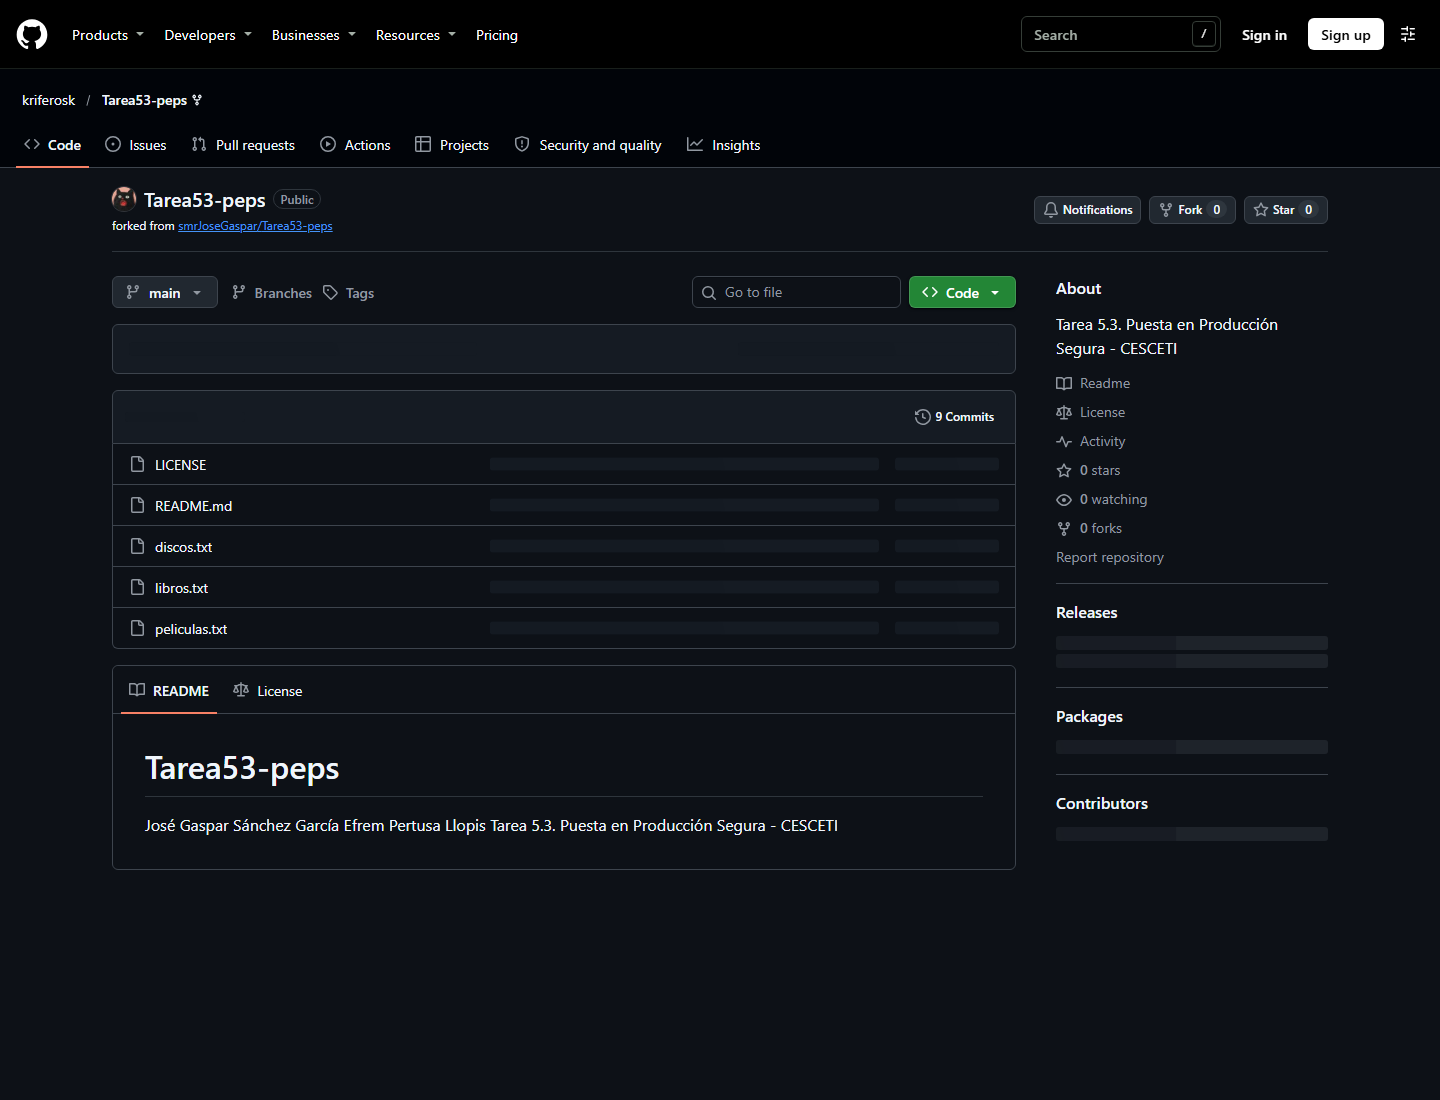 Products Developers Businesses Resources Pricing Search / Sign in Sign up
kriferosk / Tarea53-peps
Code Issues Pull requests Actions Projects Security and quality Insights
Tarea53-peps Public
forked from smrJoseGaspar/Tarea53-peps
Notifications Fork 0 Star 0
main Branches Tags Go to file Code
9 Commits
LICENSE
README.md
discos.txt
libros.txt
peliculas.txt
README License
Tarea53-peps
José Gaspar Sánchez García Efrem Pertusa Llopis Tarea 5.3. Puesta en Producción Segura - CESCETI
About
Tarea 5.3. Puesta en Producción
Segura - CESCETI
Readme
License
Activity
0 stars
0 watching
0 forks
Report repository
Releases
Packages
Contributors